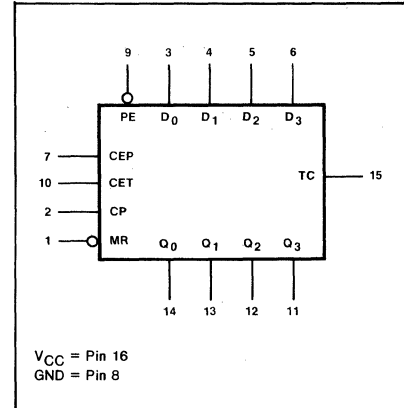 9 3 4 5 6
PE D0 D1 D2 D3
7 CEP
10 CET
TC 15
2 CP
1 MR
Q0 Q1 Q2 Q3
14 13 12 11
VCC = Pin 16
GND = Pin 8